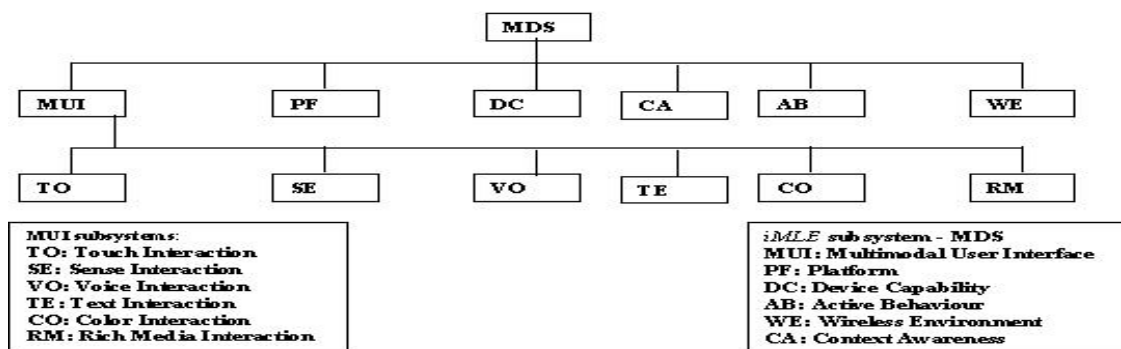 MDS
MUI PF DC CA AB WE
TO SE VO TE CO RM
MUI subsystems:
TO: Touch Interaction
SE: Sense Interaction
VO: Voice Interaction
TE: Text Interaction
CO: Color Interaction
RM: Rich Media Interaction
iMLE subsystem - MDS
MUI: Multimodal User Interface
PF: Platform
DC: Device Capability
AB: Active Behaviour
WE: Wireless Environment
CA: Context Awareness